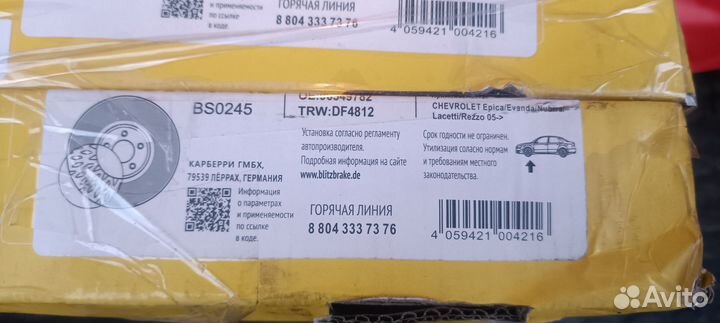 и применяемости
по ссылке
в коде.
ГОРЯЧАЯ ЛИНИЯ
8 804 333 73 76
4 059421 004216
BS0245
TRW:DF4812
CHEVROLET Epica/Evanda/Nubira/
Lacetti/Rezzo 05->
Установка согласно регламенту
автопроизводителя.
Подробная информация на сайте
www.blitzbrake.de
Срок годности не ограничен.
Утилизация согласно нормам
и требованиям местного
законодательства.
КАРБЕРРИ ГМБХ,
79539 ЛЁРРАХ, ГЕРМАНИЯ
Информация
о параметрах
и применяемости
по ссылке
в коде.
ГОРЯЧАЯ ЛИНИЯ
8 804 333 73 76
4 059421 004216
Avito